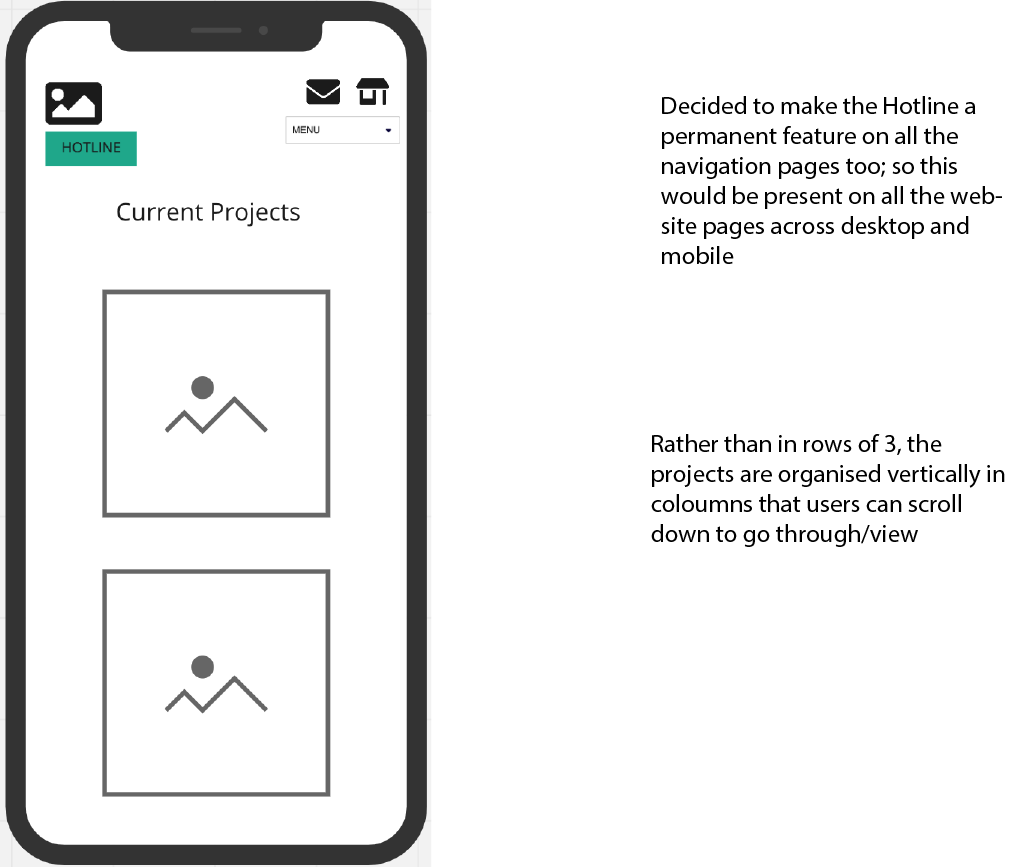 HOTLINE
MENU
Current Projects
Decided to make the Hotline a
permanent feature on all the
navigation pages too; so this
would be present on all the web-
site pages across desktop and
mobile
Rather than in rows of 3, the
projects are organised vertically in
coloumns that users can scroll
down to go through/view